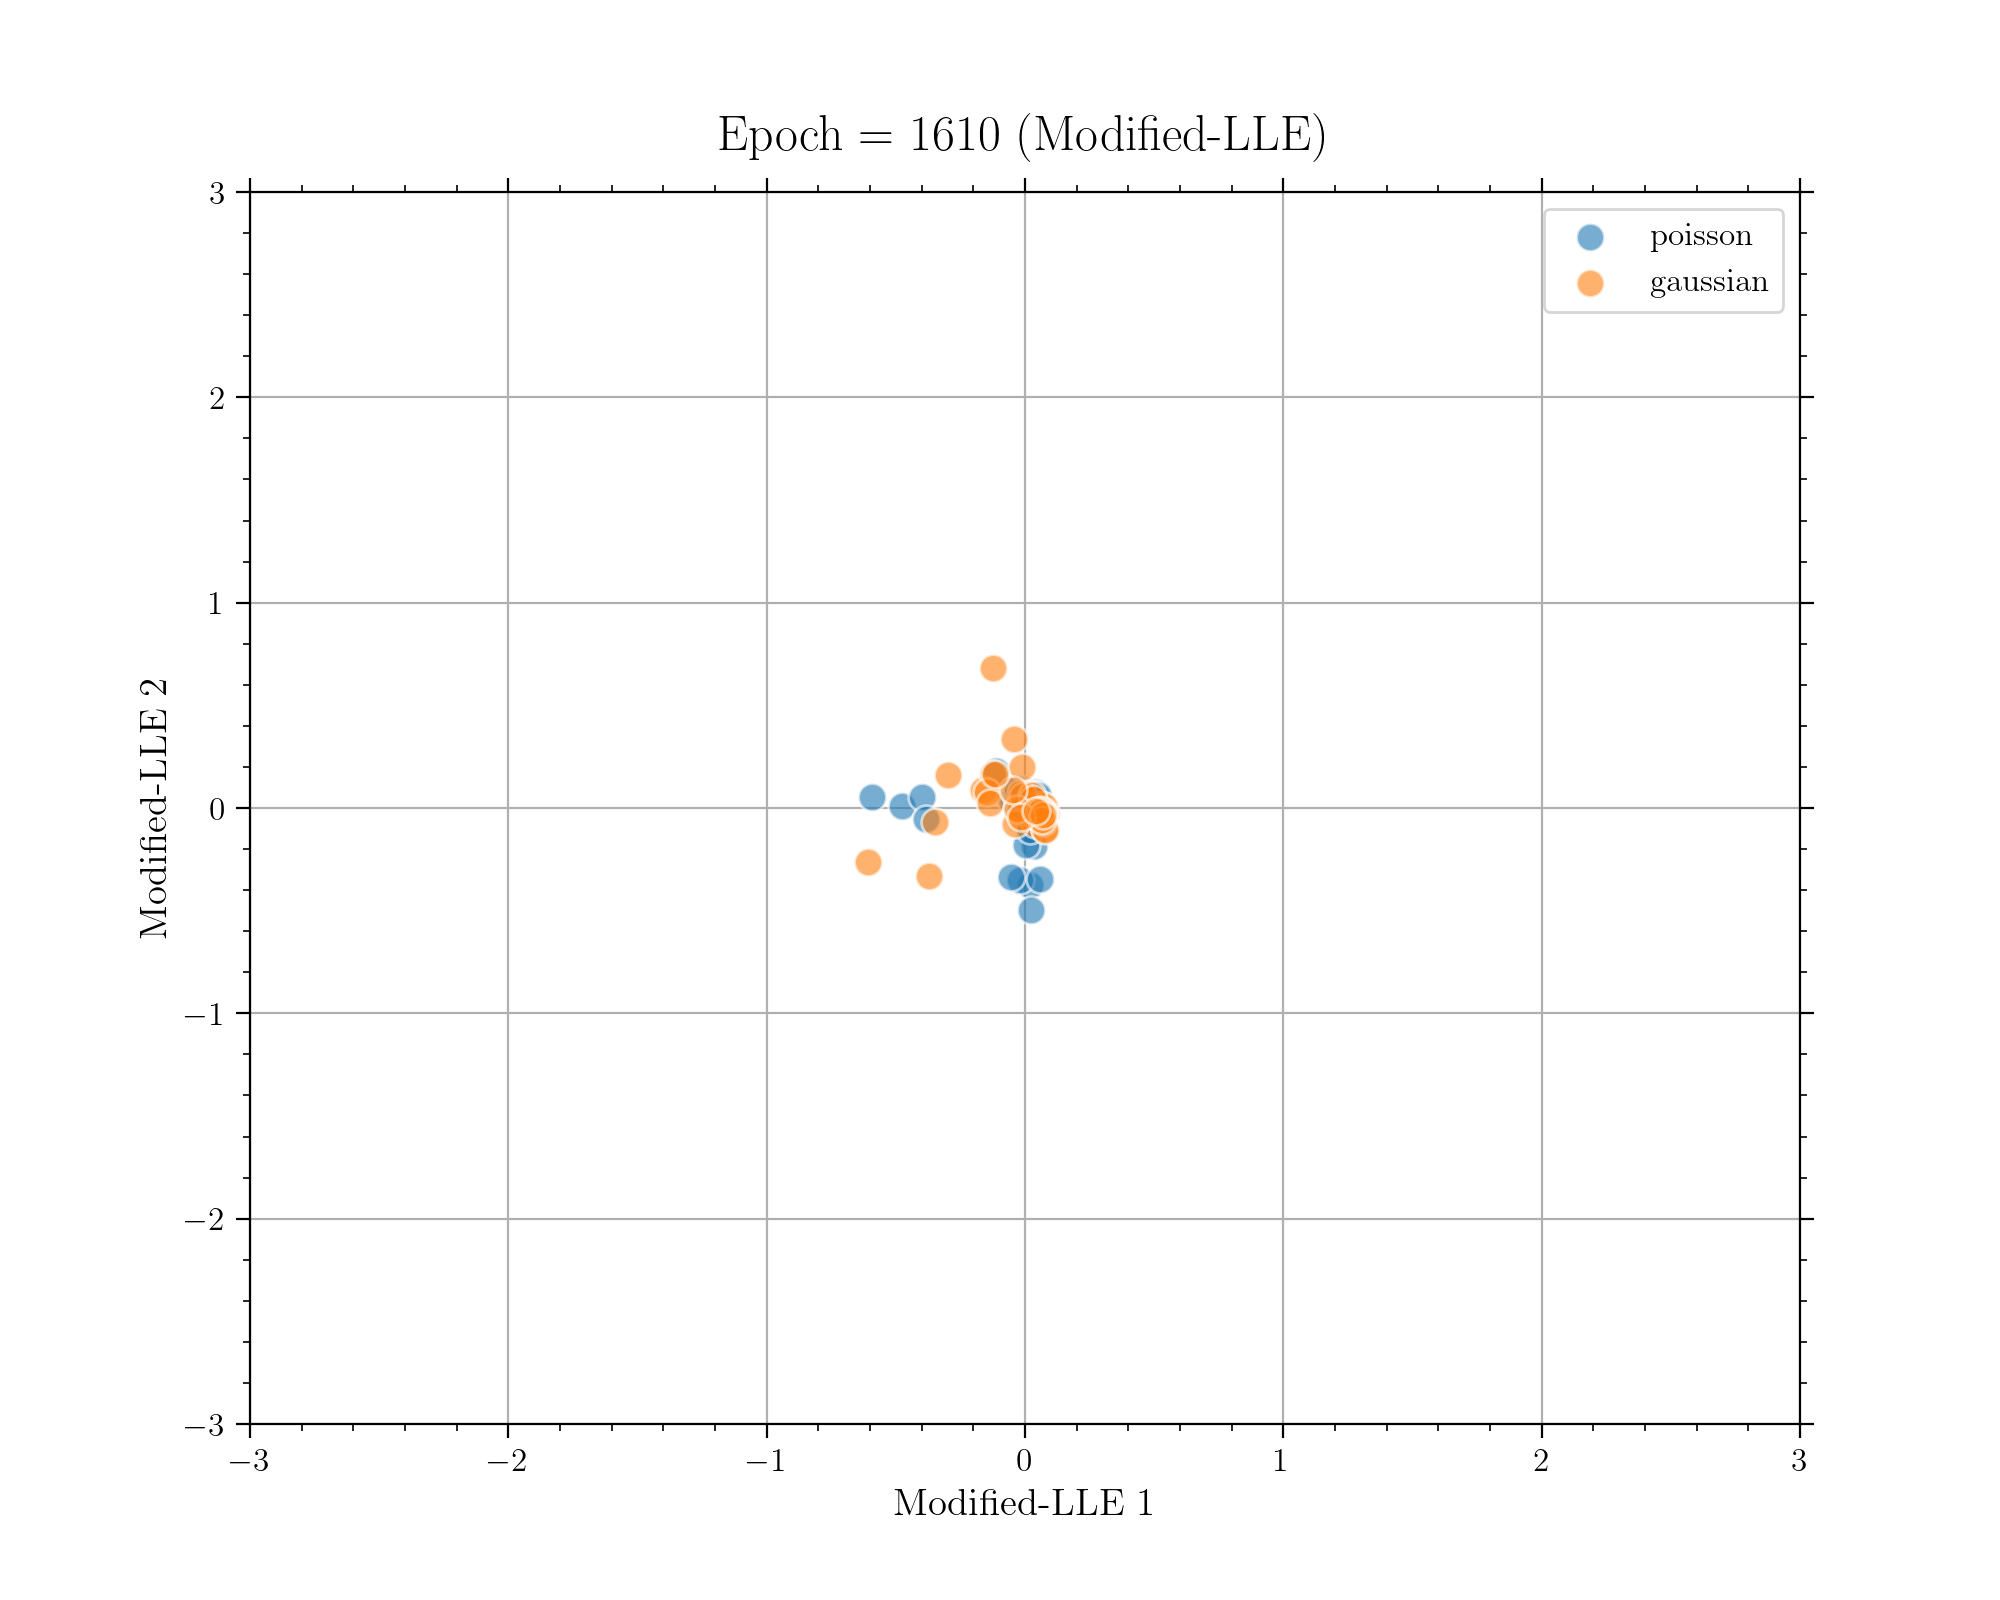 Epoch = 1610 (Modified-LLE)
poisson
gaussian
3
2
1
0
−1
−2
−3
Modified-LLE 2
−3 −2 −1 0 1 2 3
Modified-LLE 1